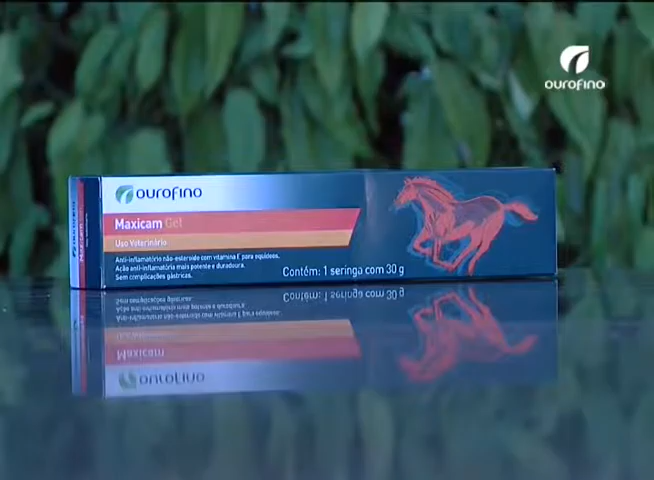 ourofino
ourofino
Maxicam Gel
Uso Veterinário
Anti-inflamatório não-esteroide com vitamina E para equídeos.
Ação anti-inflamatória mais potente e duradoura.
Sem complicações gástricas.
Contém: 1 seringa com 30 g